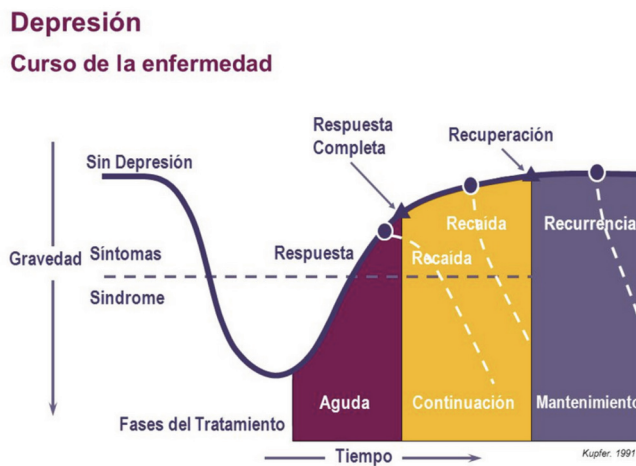 Depresión
Curso de la enfermedad
Respuesta
Completa
Recuperación
Sin Depresión
Recaída
Recurrencia
Gravedad
Síntomas
Respuesta
Recaída
Sindrome
Fases del Tratamiento
Aguda
Continuación
Mantenimiento
Tiempo
Kupfer. 1991